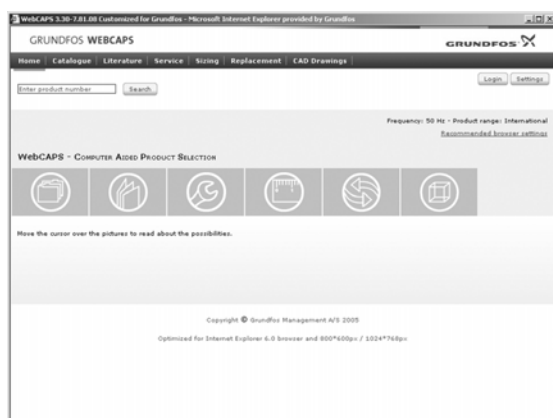 WebCAPS 3.30-7.81.08 Customized for Grundfos - Microsoft Internet Explorer provided by Grundfos
GRUNDFOS WEBCAPS
GRUNDFOS
Home | Catalogue | Literature | Service | Sizing | Replacement | CAD Drawings |
Login Settings
Enter product number Search
Frequency: 50 Hz - Product range: International
Recommended browser settings
WebCAPS - Computer Aided Product Selection
Move the cursor over the pictures to read about the possibilities.
Copyright © Grundfos Management A/S 2005
Optimized for Internet Explorer 6.0 browser and 800*600px / 1024*768px